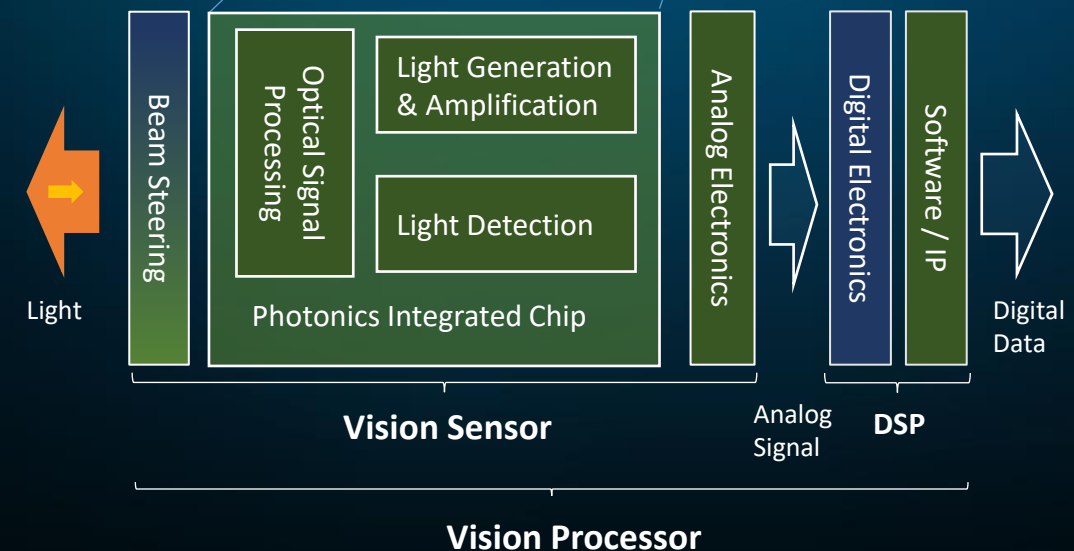 Light
Beam Steering
Optical Signal
Processing
Light Generation
& Amplification
Light Detection
Photonics Integrated Chip
Analog Electronics
Digital Electronics
Software / IP
Digital
Data
Vision Sensor
Analog
Signal
DSP
Vision Processor